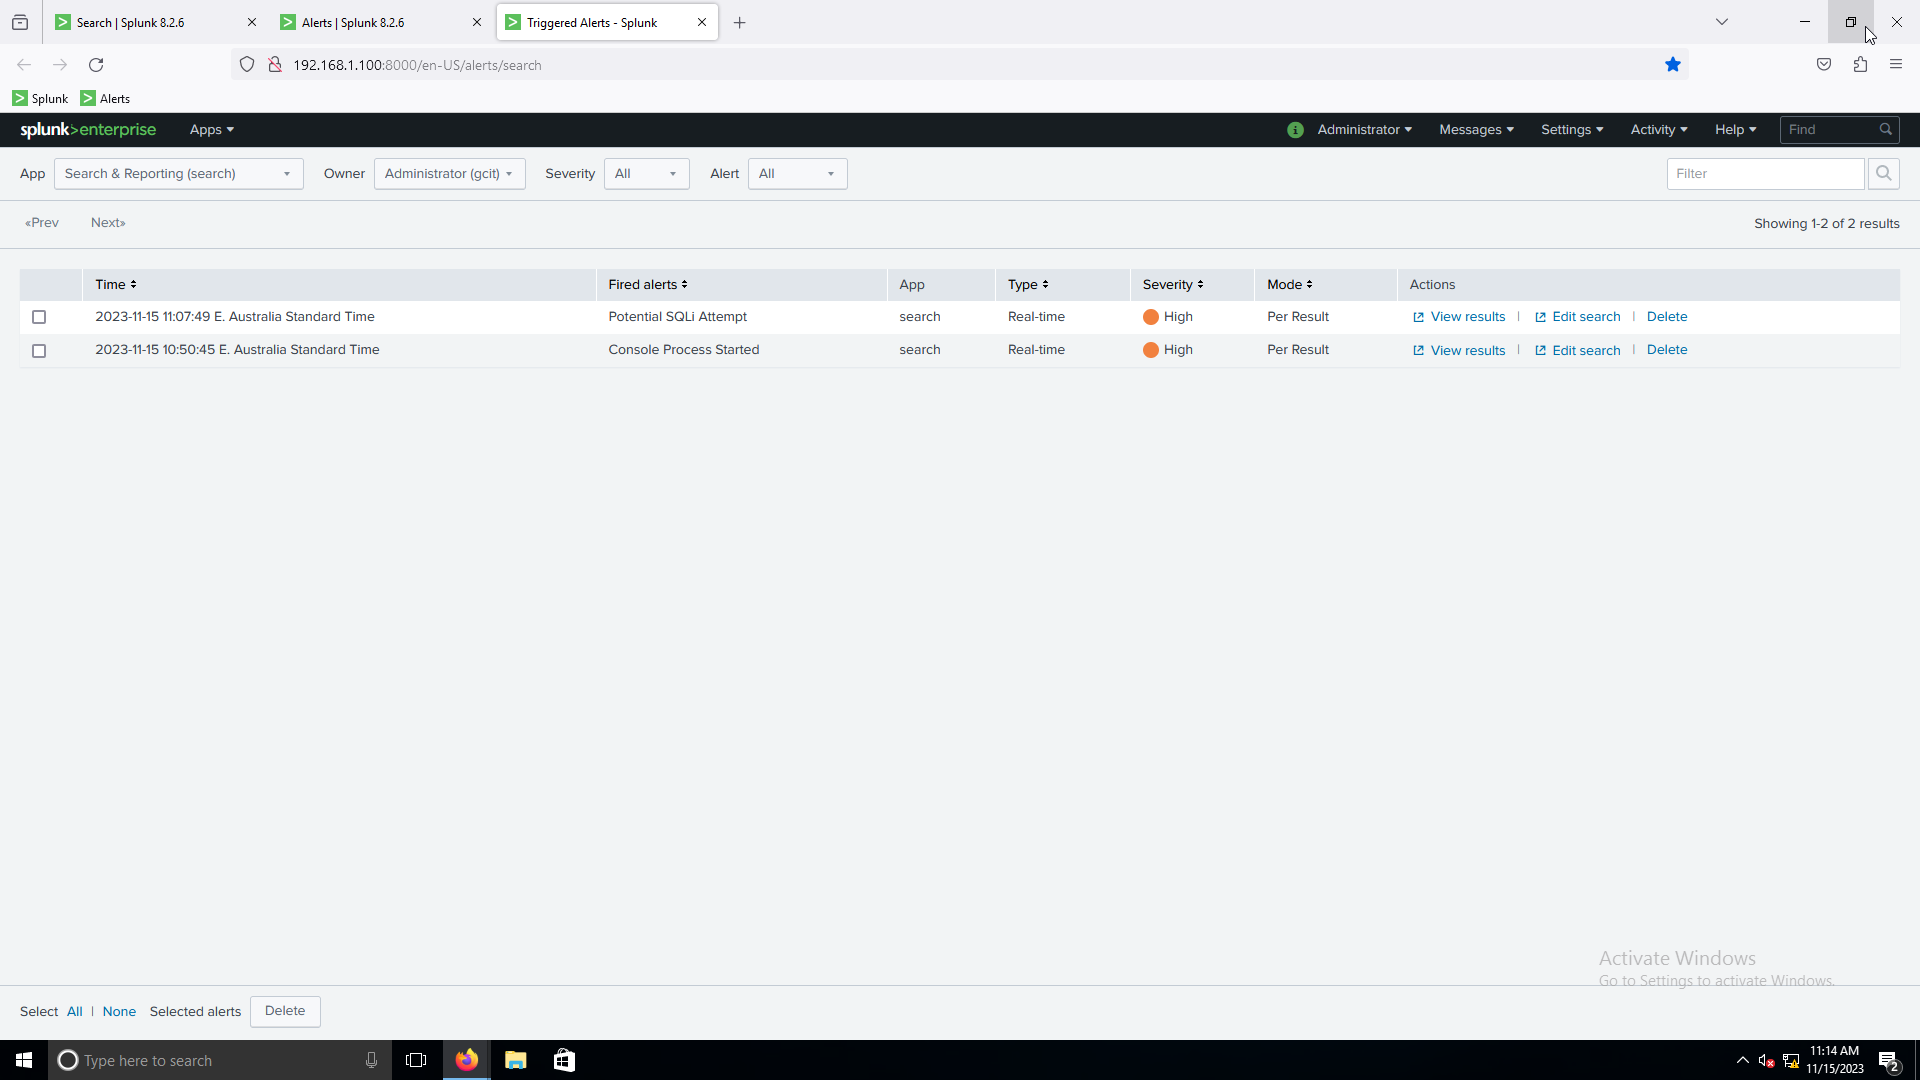 Search | Splunk 8.2.6
Alerts | Splunk 8.2.6
Triggered Alerts - Splunk
192.168.1.100:8000/en-US/alerts/search
Splunk
Alerts
splunk>enterprise Apps
i Administrator Messages Settings Activity Help Find
App Search & Reporting (search) Owner Administrator (gcit) Severity All Alert All Filter
«Prev Next» Showing 1-2 of 2 results
Time Fired alerts App Type Severity Mode Actions
2023-11-15 11:07:49 E. Australia Standard Time Potential SQLi Attempt search Real-time High Per Result View results | Edit search | Delete
2023-11-15 10:50:45 E. Australia Standard Time Console Process Started search Real-time High Per Result View results | Edit search | Delete
Activate Windows
Go to Settings to activate Windows.
Select All | None Selected alerts Delete
Type here to search
11:14 AM
11/15/2023
2